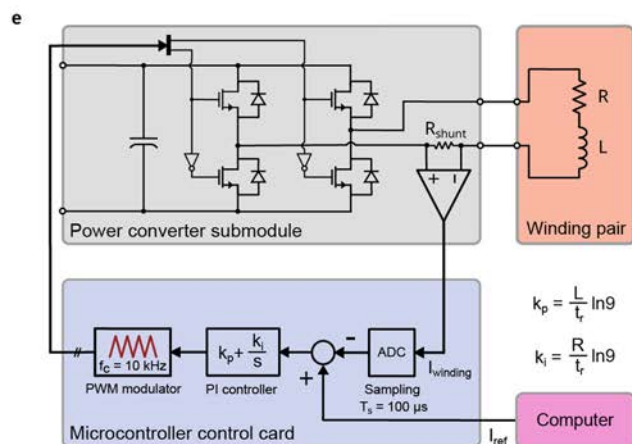 e
R_shunt
R
+ −
L
Power converter submodule
Winding pair
k_p = L/t_r ln9
k_i = R/t_r ln9
f_c = 10 kHz
k_p + k_i/s
−
ADC
+
I_winding
PWM modulator
PI controller
Sampling
T_s = 100 µs
Microcontroller control card
I_ref
Computer